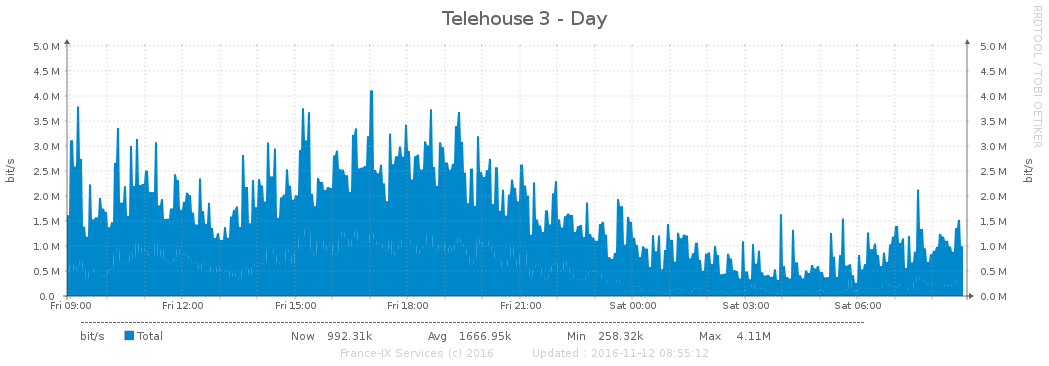 Telehouse 3 - Day
RRDTOOL / TOBI OETIKER
bit/s
5.0 M 5.0 M
4.5 M 4.5 M
4.0 M 4.0 M
3.5 M 3.5 M
3.0 M 3.0 M
2.5 M 2.5 M
2.0 M 2.0 M
1.5 M 1.5 M
1.0 M 1.0 M
0.5 M 0.5 M
0.0 0.0 M
bit/s
Fri 09:00 Fri 12:00 Fri 15:00 Fri 18:00 Fri 21:00 Sat 00:00 Sat 03:00 Sat 06:00
bit/s Total Now 992.31k Avg 1666.95k Min 258.32k Max 4.11M
France-IX Services (c) 2016 Updated : 2016-11-12 08:55:12